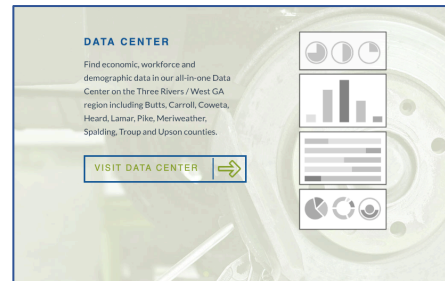 DATA CENTER
Find economic, workforce and
demographic data in our all-in-one Data
Center on the Three Rivers / West GA
region including Butts, Carroll, Coweta,
Heard, Lamar, Pike, Meriweather,
Spalding, Troup and Upson counties.
VISIT DATA CENTER